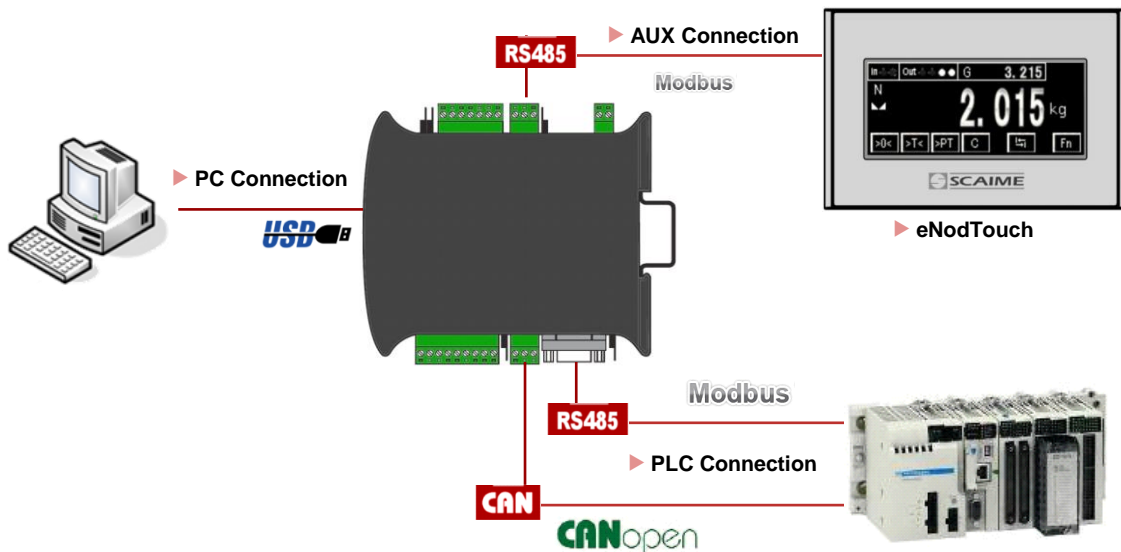 AUX Connection
RS485
Modbus
In Out G 3.215
N
2.015 kg
>0< >T< >PT C Fn
SCAIME
eNodTouch
PC Connection
USB
Modbus
RS485
PLC Connection
CAN
CANopen